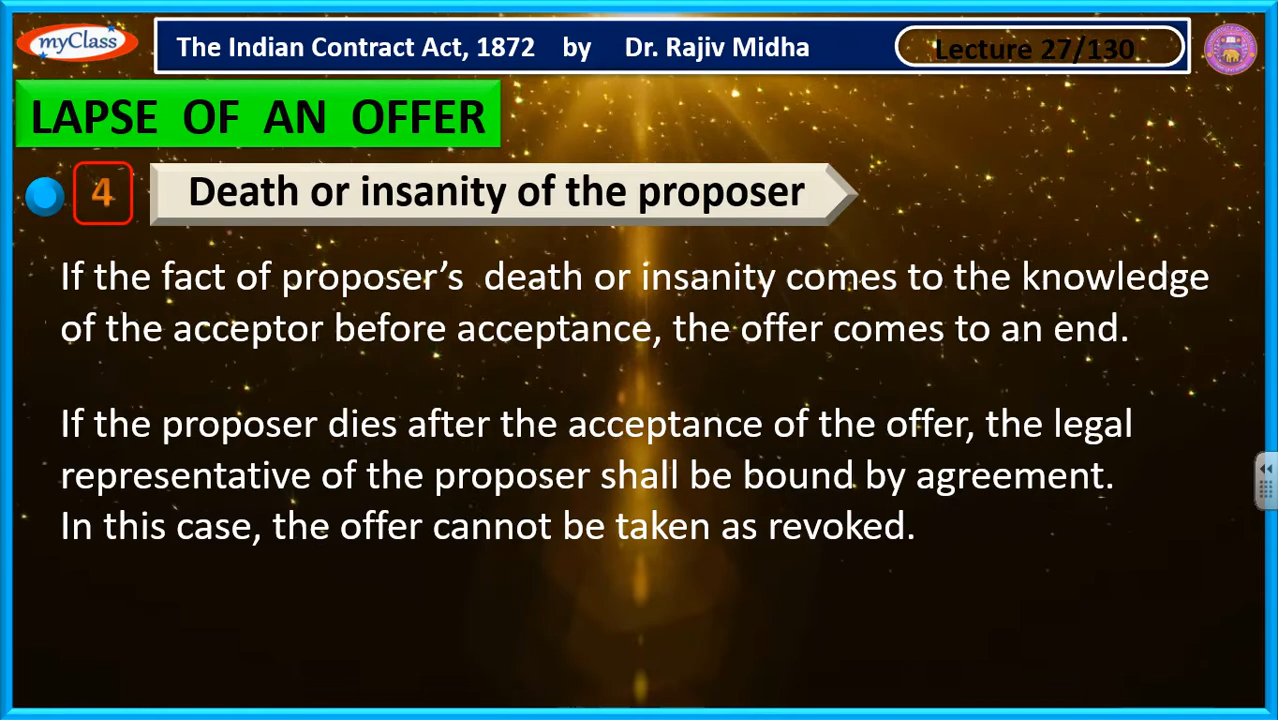 myClass
The Indian Contract Act, 1872 by Dr. Rajiv Midha
Lecture 27/130
LAPSE OF AN OFFER
4
Death or insanity of the proposer
If the fact of proposer’s death or insanity comes to the knowledge
of the acceptor before acceptance, the offer comes to an end.
If the proposer dies after the acceptance of the offer, the legal
representative of the proposer shall be bound by agreement.
In this case, the offer cannot be taken as revoked.